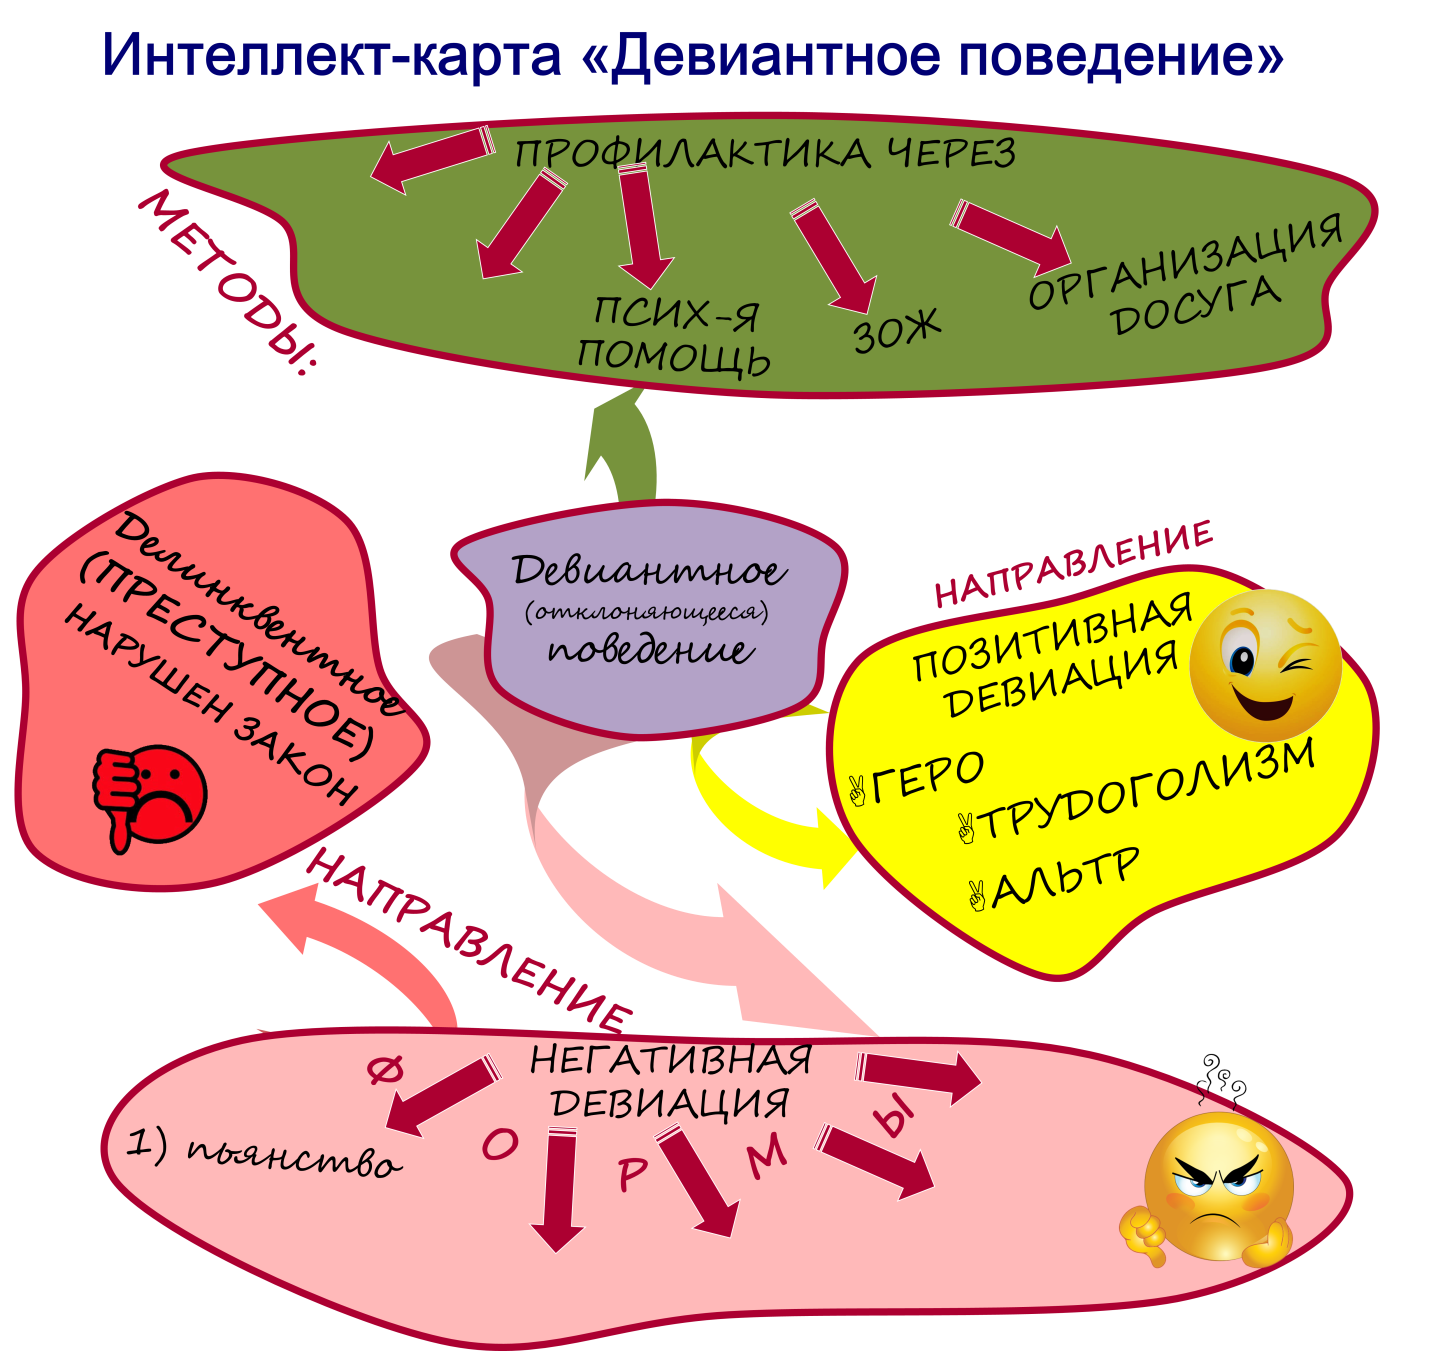 Интеллект-карта «Девиантное поведение»
ПРОФИЛАКТИКА ЧЕРЕЗ
МЕТОДЫ:
ПСИХ-Я
ПОМОЩЬ
ЗОЖ
ОРГАНИЗАЦИЯ
ДОСУГА
Делинквентное
(ПРЕСТУПНОЕ)
НАРУШЕН ЗАКОН
Девиантное
(отклоняющееся)
поведение
НАПРАВЛЕНИЕ
ПОЗИТИВНАЯ
ДЕВИАЦИЯ
ГЕРО
ТРУДОГОЛИЗМ
АЛЬТР
НАПРАВЛЕНИЕ
НЕГАТИВНАЯ
ДЕВИАЦИЯ
ФОРМЫ
1) пьянство